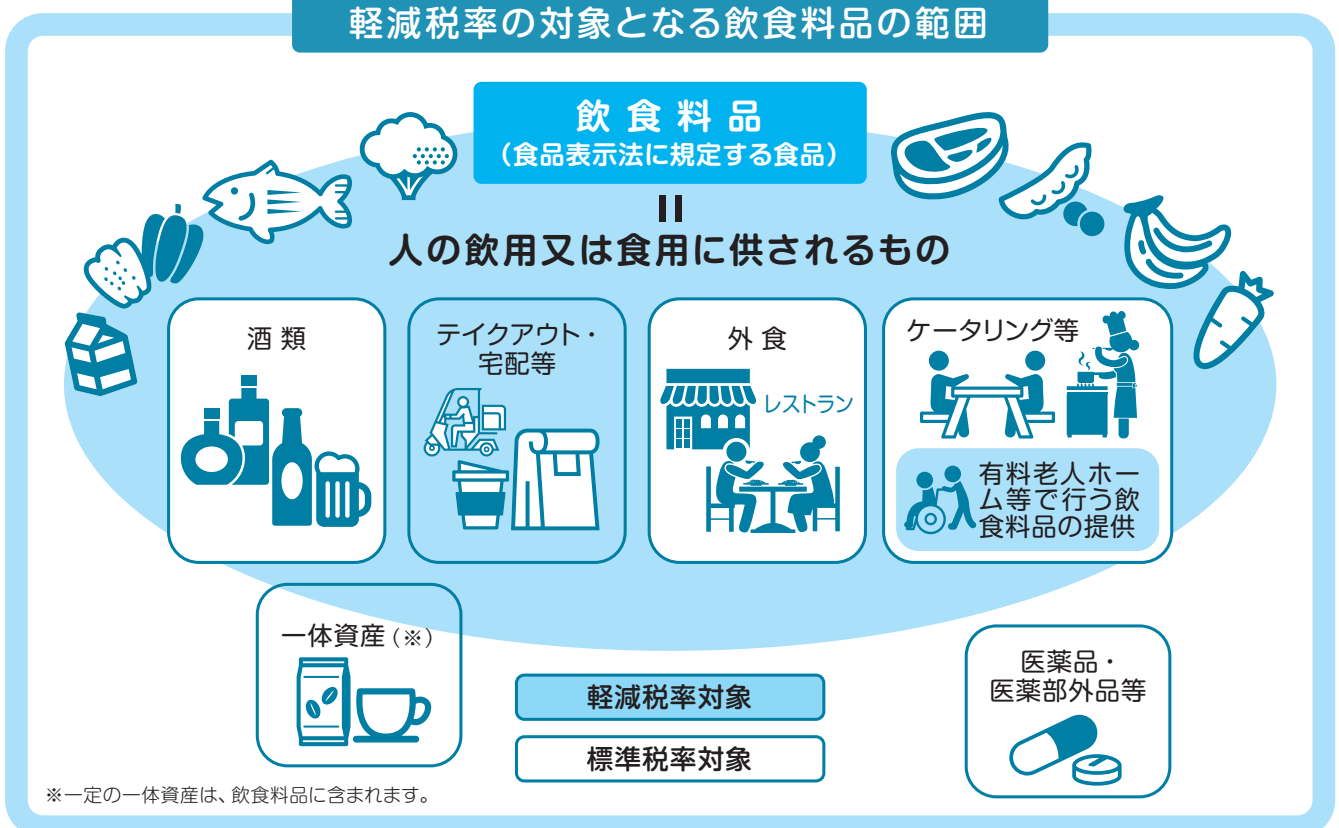 軽減税率の対象となる飲食料品の範囲
飲食料品
（食品表示法に規定する食品）
人の飲用又は食用に供されるもの
酒類
テイクアウト・
宅配等
外食
レストラン
ケータリング等
有料老人ホー
ム等で行う飲
食料品の提供
一体資産(※)
軽減税率対象
標準税率対象
医薬品・
医薬部外品等
※一定の一体資産は、飲食料品に含まれます。